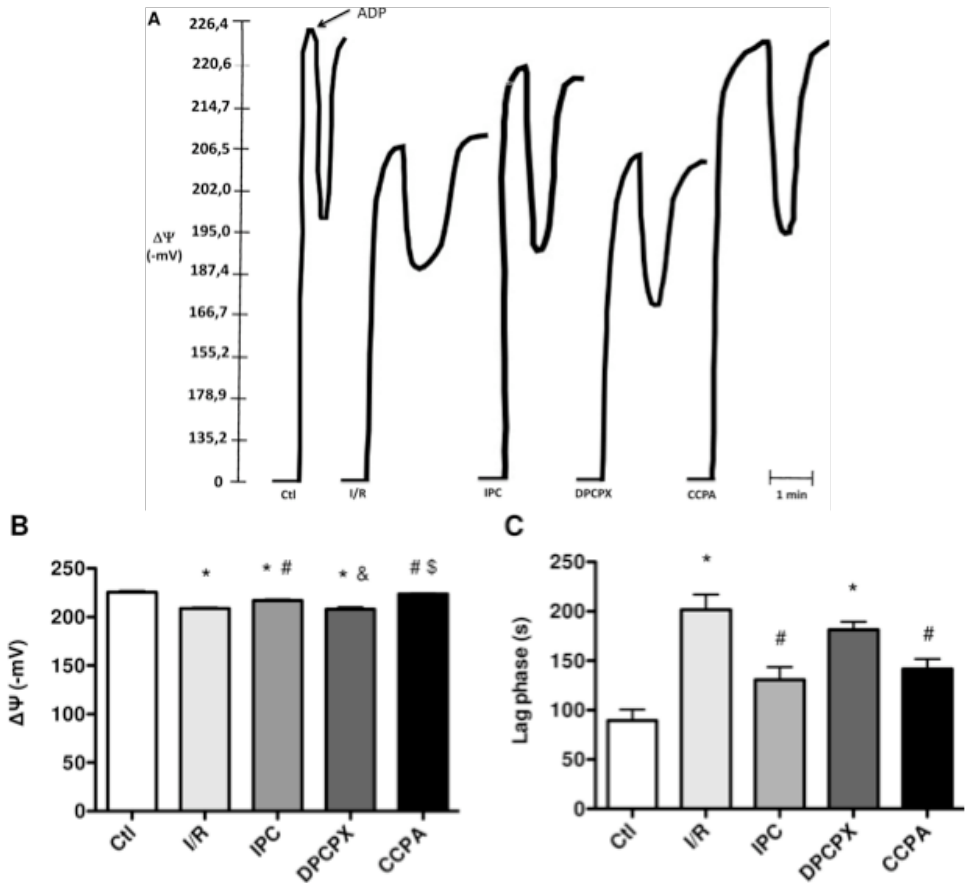 A
ADP
226,4
220,6
214,7
206,5
202,0
195,0
ΔΨ
(-mV)
187,4
166,7
155,2
178,9
135,2
0
Ctl
I/R
IPC
DPCPX
CCPA
1 min
B
250
200
150
100
50
0
ΔΨ (-mV)
*
* #
* &
# $
Ctl
I/R
IPC
DPCPX
CCPA
C
250
200
150
100
50
0
Lag phase (s)
*
#
*
#
Ctl
I/R
IPC
DPCPX
CCPA